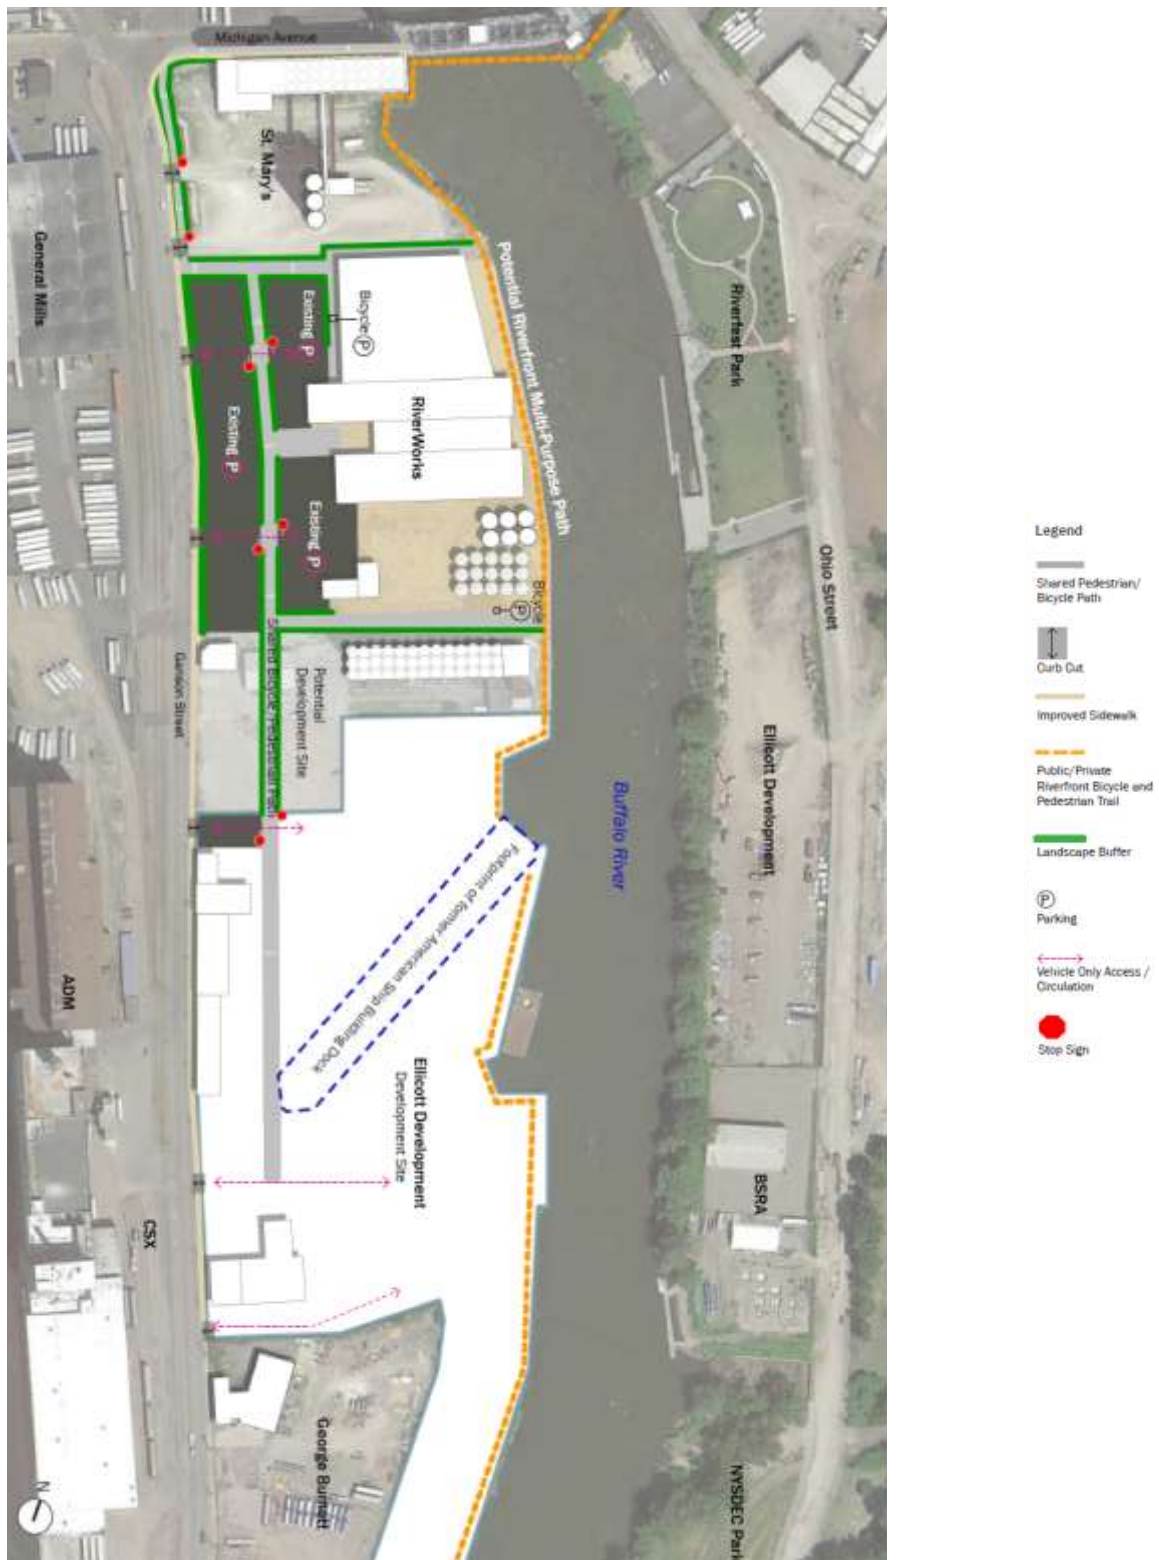 Michigan Avenue
St. Mary's
General Mills
Potential Riverfront Multi-Purpose Path
Riverfest Park
Existing P
Bicycle P
RiverWorks
Existing P
Existing P
Bicycle
P
Ohio Street
Ganson Street
Shared Bicycle/Pedestrian Path
Potential
Development Site
Ellicott Development
Buffalo River
Footprint of former American Ship Building Dock
ADM
Ellicott Development
Development Site
BSRA
CSX
George Burnett
NYSDEC Park
N
Legend
Shared Pedestrian/
Bicycle Path
Curb Cut
Improved Sidewalk
Public/Private
Riverfront Bicycle and
Pedestrian Trail
Landscape Buffer
P
Parking
Vehicle Only Access /
Circulation
Stop Sign